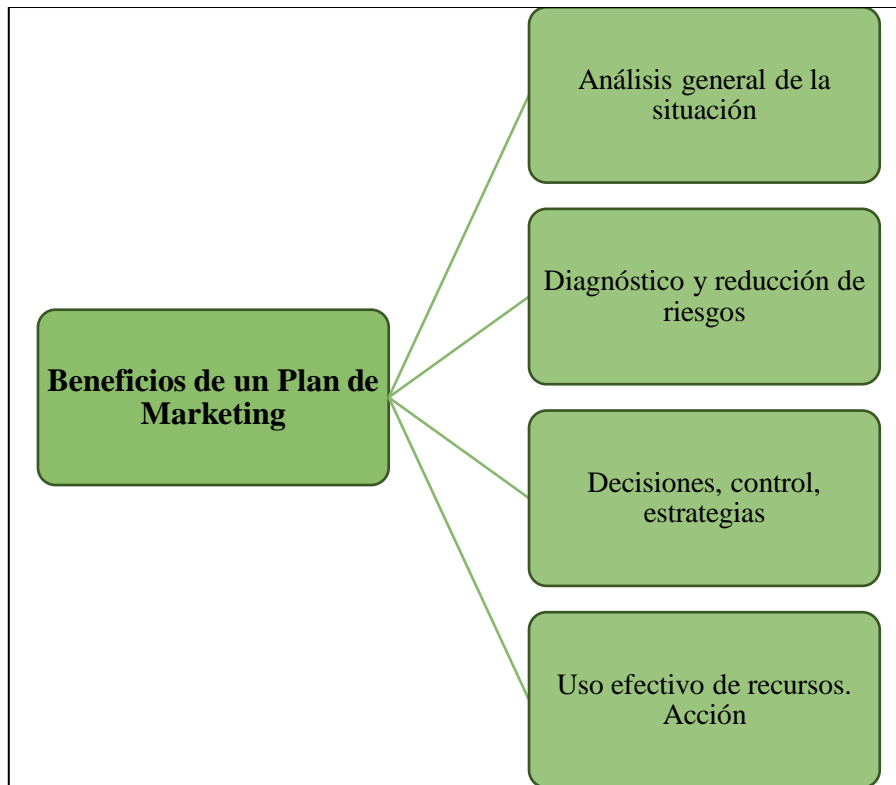 Análisis general de la
situación
Diagnóstico y reducción de
riesgos
Beneficios de un Plan de
Marketing
Decisiones, control,
estrategias
Uso efectivo de recursos.
Acción